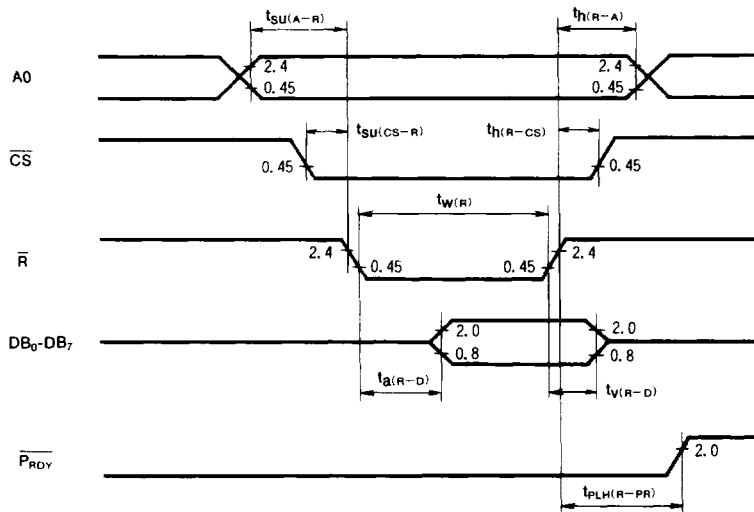 tsu(A−R)
th(R−A)
A0
2.4
0.45
2.4
0.45
tsu(CS−R)
th(R−CS)
CS
0.45
0.45
tw(R)
R
2.4
0.45
0.45
2.4
DB0-DB7
2.0
0.8
2.0
0.8
ta(R−D)
tv(R−D)
PRDY
2.0
tPLH(R−PR)